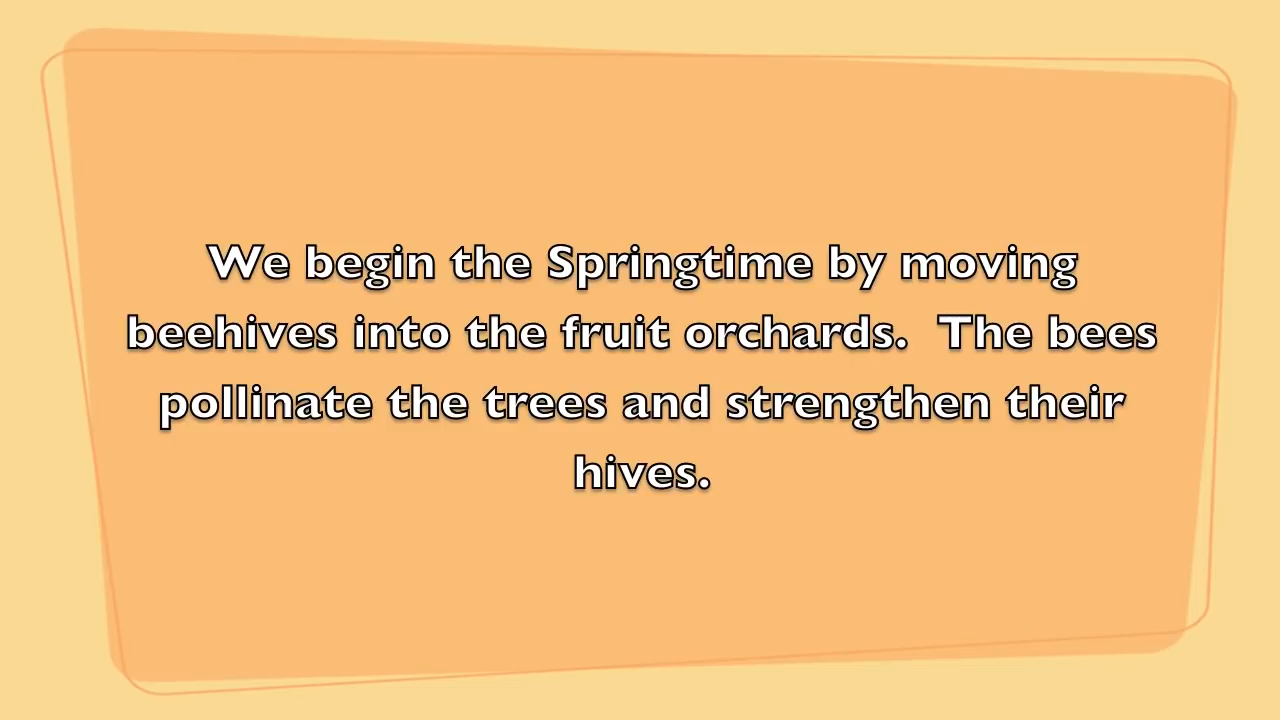 We begin the Springtime by moving
beehives into the fruit orchards.  The bees
pollinate the trees and strengthen their
hives.